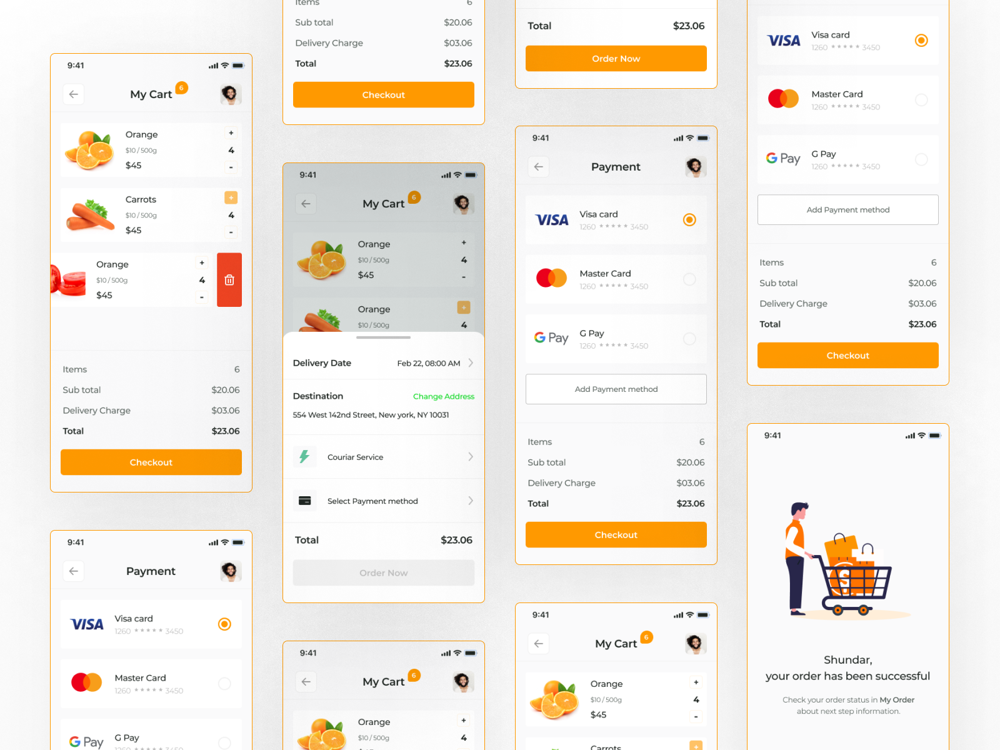 9:41
My Cart
6
Orange
$10 / 500g
$45
+
4
-
Carrots
$10 / 500g
$45
+
4
-
Orange
$10 / 500g
$45
+
4
-
Items 6
Sub total $20.06
Delivery Charge $03.06
Total $23.06
Checkout
9:41
Payment
VISA
Visa card
1260 ***** 3450
Master Card
1260 ***** 3450
G Pay
G Pay
1260 ***** 3450
Items 6
Sub total $20.06
Delivery Charge $03.06
Total $23.06
Checkout
9:41
My Cart
6
Orange
$10 / 500g
$45
+
4
-
Orange
$10 / 500g
+
4
Delivery Date Feb 22, 08:00 AM
Destination Change Address
554 West 142nd Street, New york, NY 10031
Couriar Service
Select Payment method
Total $23.06
Order Now
9:41
My Cart
6
Orange
$10 / 500g
+
4
Total $23.06
Order Now
9:41
Payment
VISA
Visa card
1260 ***** 3450
Master Card
1260 ***** 3450
G Pay
G Pay
1260 ***** 3450
Add Payment method
Items 6
Sub total $20.06
Delivery Charge $03.06
Total $23.06
Checkout
9:41
My Cart
6
Orange
$10 / 500g
$45
+
4
-
Carrots
+
VISA
Visa card
1260 ***** 3450
Master Card
1260 ***** 3450
G Pay
G Pay
1260 ***** 3450
Add Payment method
Items 6
Sub total $20.06
Delivery Charge $03.06
Total $23.06
Checkout
9:41
$
Shundar,
your order has been successful
Check your order status in My Order
about next step information.